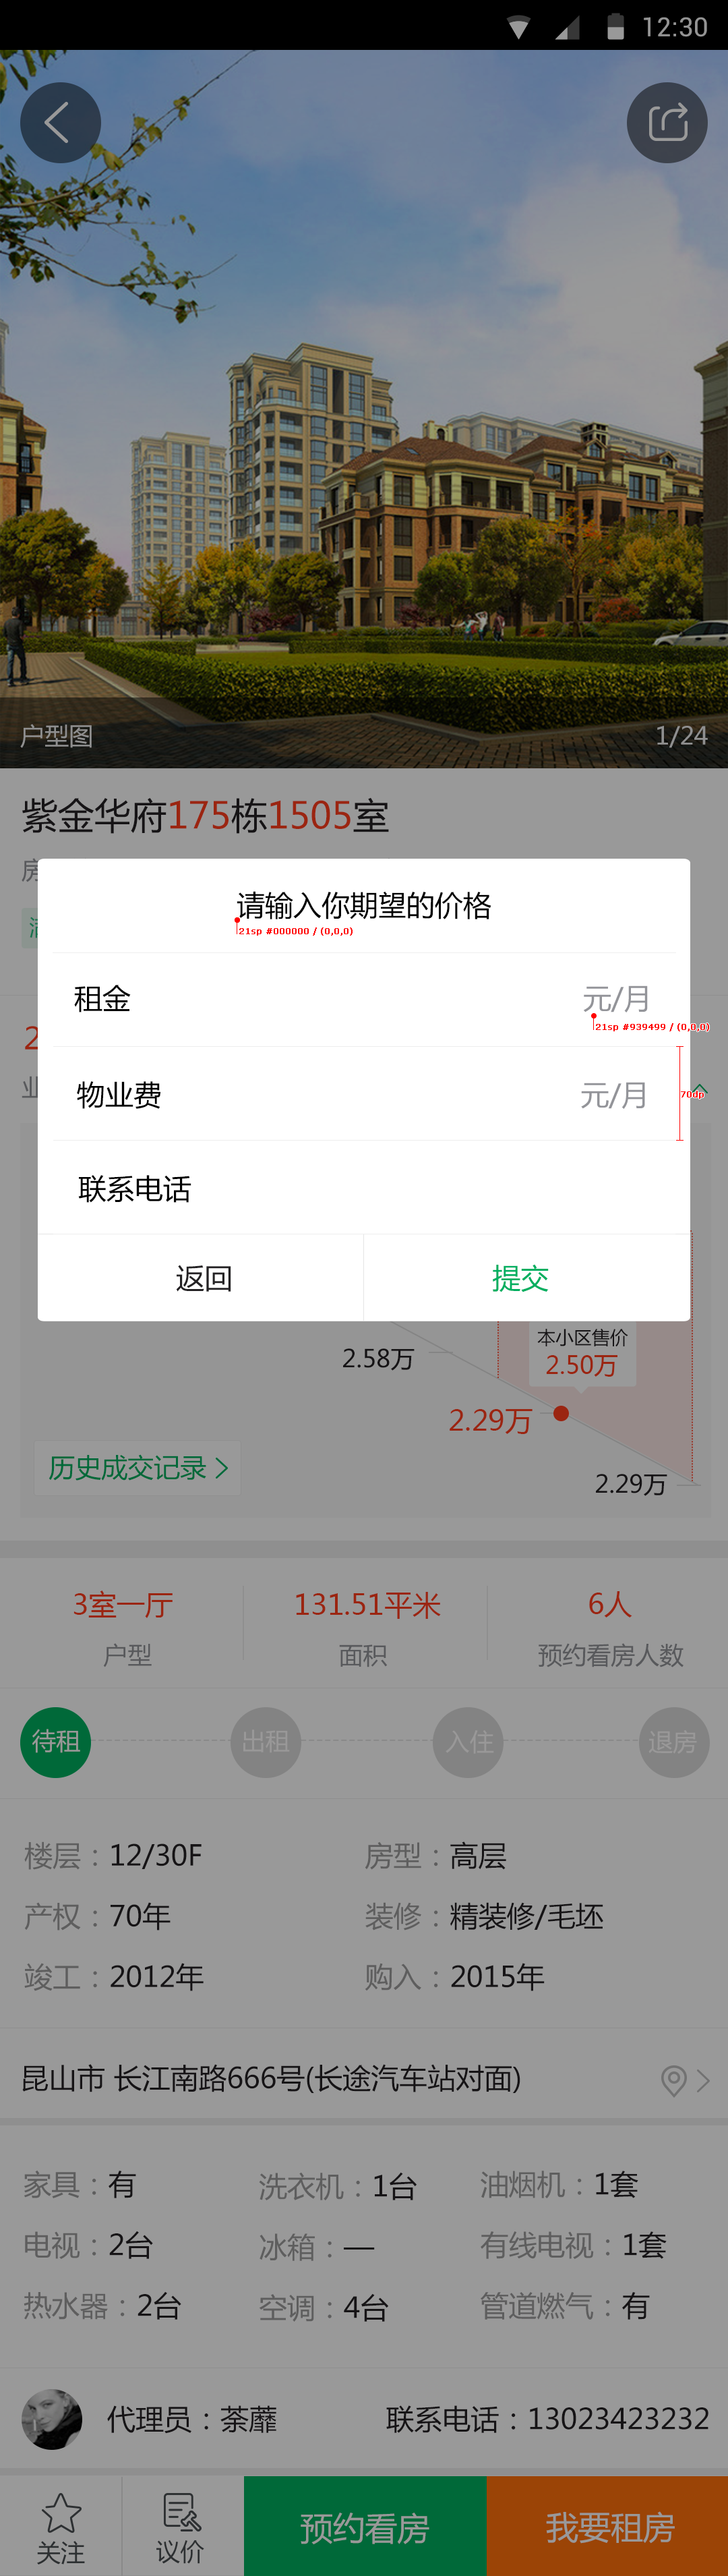 12:30
户型图 1/24
紫金华府175栋1505室
房
请输入你期望的价格
21sp #000000 / (0,0,0)
租金 元/月
21sp #939499 / (0,0,0)
2
业
物业费 元/月
70dp
联系电话
返回 提交
本小区售价
2.50万
2.58万
2.29万
历史成交记录
2.29万
3室一厅 131.51平米 6人
户型 面积 预约看房人数
待租 出租 入住 退房
楼层：12/30F 房型：高层
产权：70年 装修：精装修/毛坯
竣工：2012年 购入：2015年
昆山市 长江南路666号(长途汽车站对面)
家具：有 洗衣机：1台 油烟机：1套
电视：2台 冰箱：— 有线电视：1套
热水器：2台 空调：4台 管道燃气：有
代理员：荼蘼 联系电话：13023423232
关注 议价 预约看房 我要租房